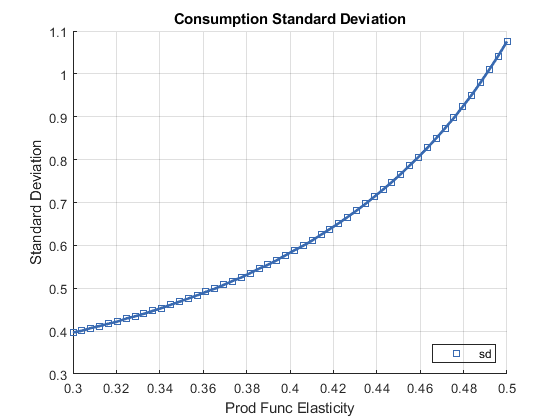 Consumption Standard Deviation
1.1
1
0.9
0.8
0.7
0.6
0.5
0.4
0.3
Standard Deviation
sd
0.3 0.32 0.34 0.36 0.38 0.4 0.42 0.44 0.46 0.48 0.5
Prod Func Elasticity